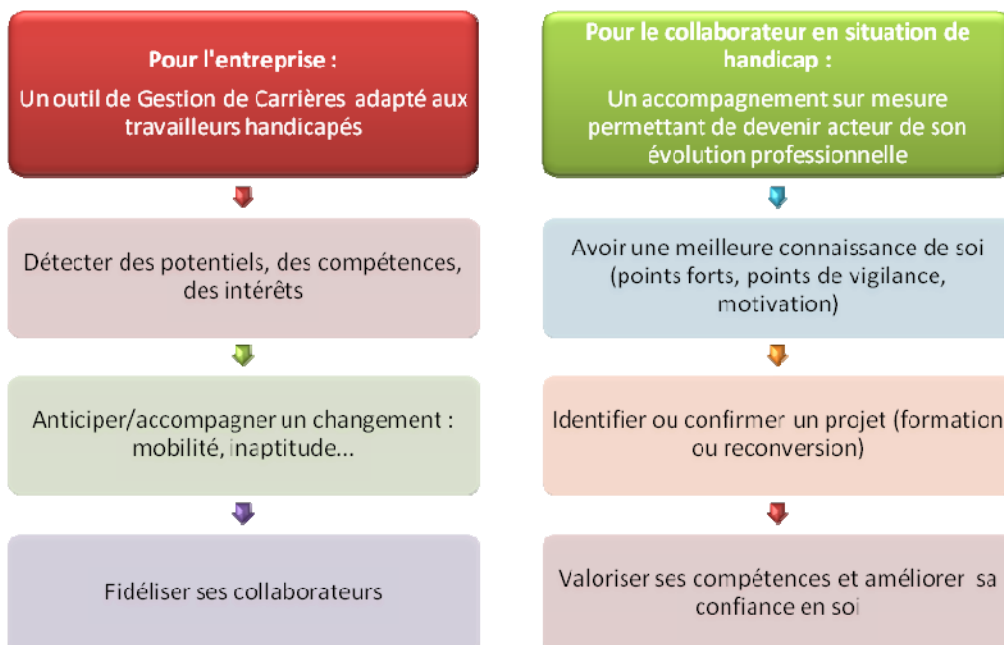 Pour l'entreprise :
Un outil de Gestion de Carrières adapté aux
travailleurs handicapés
Détecter des potentiels, des compétences,
des intérêts
Anticiper/accompagner un changement :
mobilité, inaptitude...
Fidéliser ses collaborateurs
Pour le collaborateur en situation de
handicap :
Un accompagnement sur mesure
permettant de devenir acteur de son
évolution professionnelle
Avoir une meilleure connaissance de soi
(points forts, points de vigilance,
motivation)
Identifier ou confirmer un projet (formation
ou reconversion)
Valoriser ses compétences et améliorer sa
confiance en soi